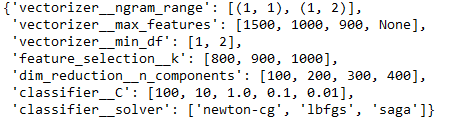 {'vectorizer__ngram_range': [(1, 1), (1, 2)],
'vectorizer__max_features': [1500, 1000, 900, None],
'vectorizer__min_df': [1, 2],
'feature_selection__k': [800, 900, 1000],
'dim_reduction__n_components': [100, 200, 300, 400],
'classifier__C': [100, 10, 1.0, 0.1, 0.01],
'classifier__solver': ['newton-cg', 'lbfgs', 'saga']}